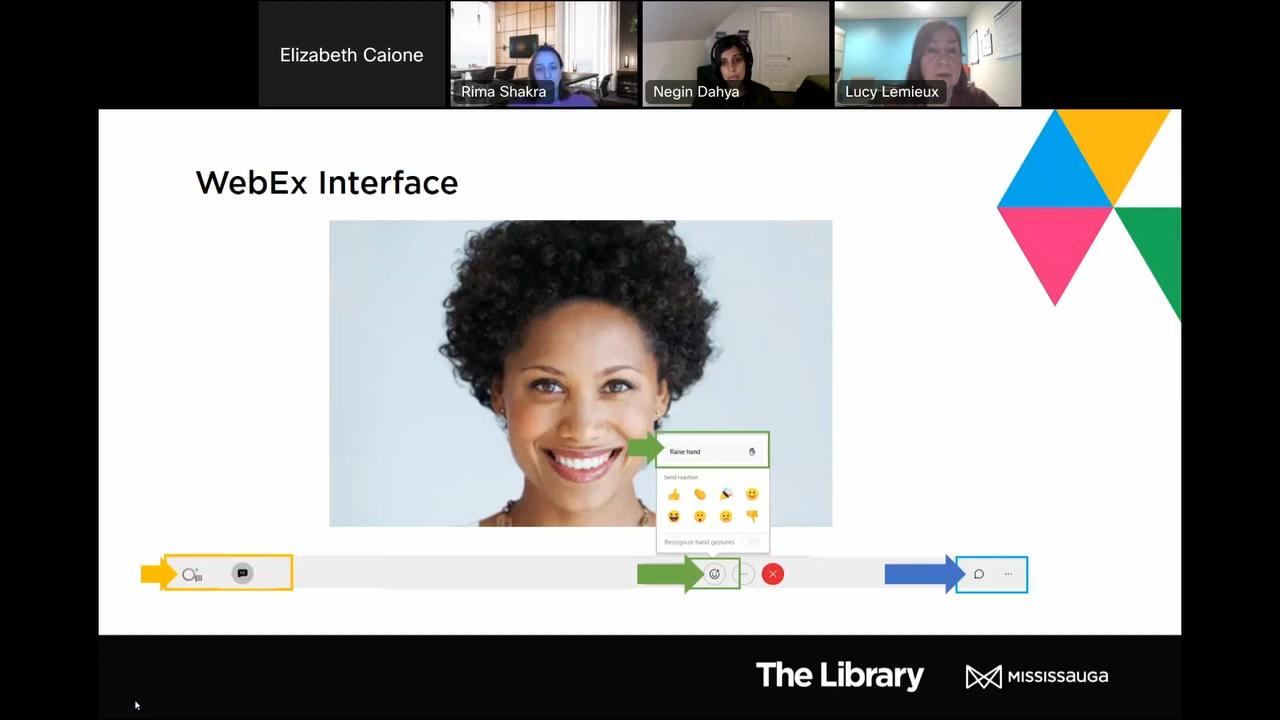 Elizabeth Caione
Rima Shakra
Negin Dahya
Lucy Lemieux
WebEx Interface
Raise hand
Send reaction
Recognize hand gestures
The Library
MISSISSAUGA